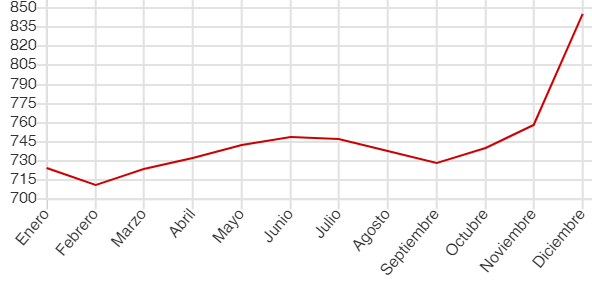 850
835
820
805
790
775
760
745
730
715
700
Enero
Febrero
Marzo
Abril
Mayo
Junio
Julio
Agosto
Septiembre
Octubre
Noviembre
Diciembre